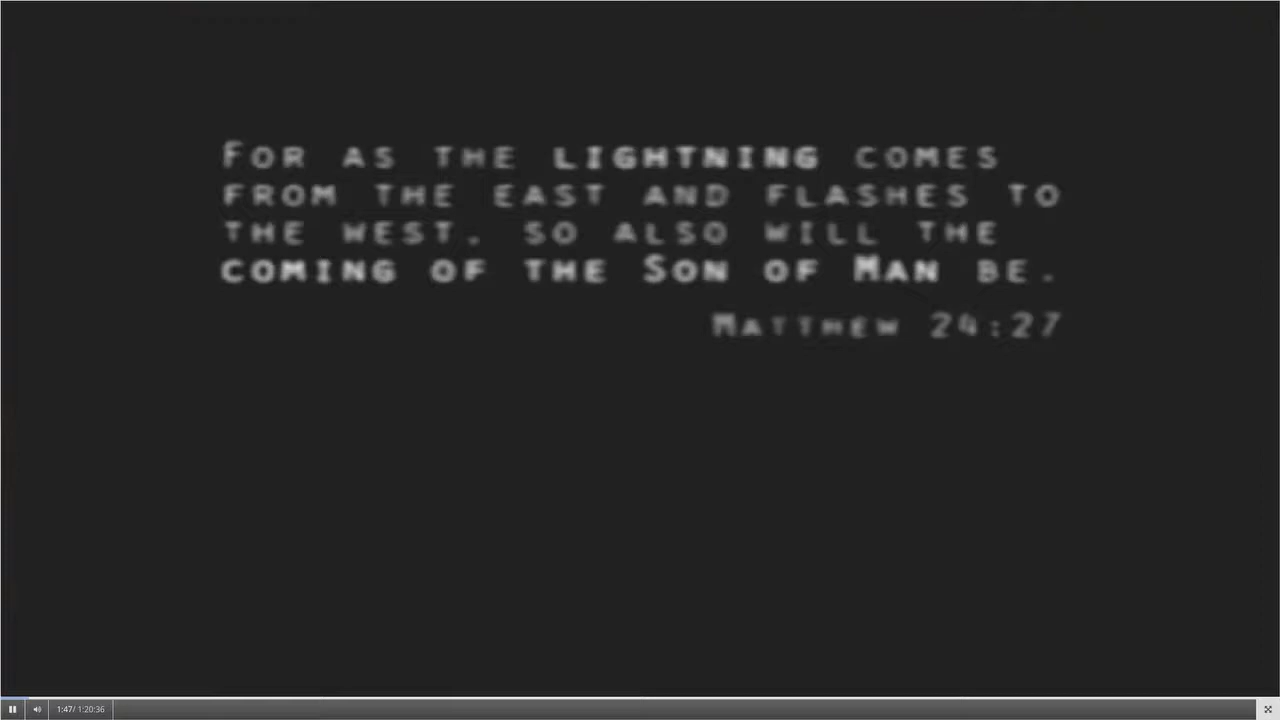 For as the lightning comes
from the east and flashes to
the west, so also will the
coming of the Son of Man be.
Matthew 24:27
1:47/ 1:20:36